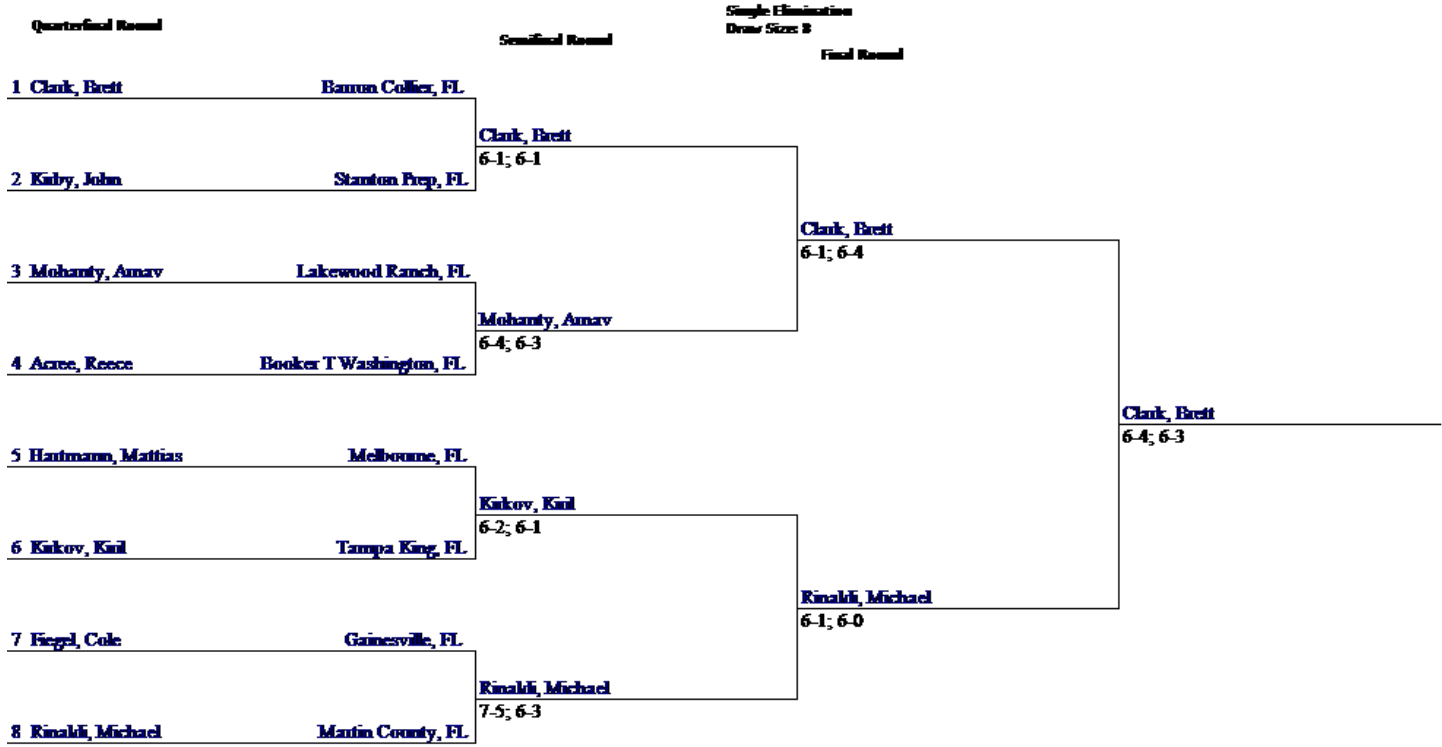 Single Elimination
Quarterfinal Round
Draw Size: 8
Semifinal Round
Final Round
1 Clark, Brett Barron Collier, FL
Clark, Brett
6-1; 6-1
2 Kirby, John Stanton Prep, FL
Clark, Brett
6-1; 6-4
3 Mohanty, Arnav Lakewood Ranch, FL
Mohanty, Arnav
6-4; 6-3
4 Acree, Reece Booker T Washington, FL
Clark, Brett
6-4; 6-3
5 Hartmann, Mattias Melbourne, FL
Kirkov, Kiril
6-2; 6-1
6 Kirkov, Kiril Tampa King, FL
Rinaldi, Michael
6-1; 6-0
7 Fiegel, Cole Gainesville, FL
Rinaldi, Michael
7-5; 6-3
8 Rinaldi, Michael Martin County, FL